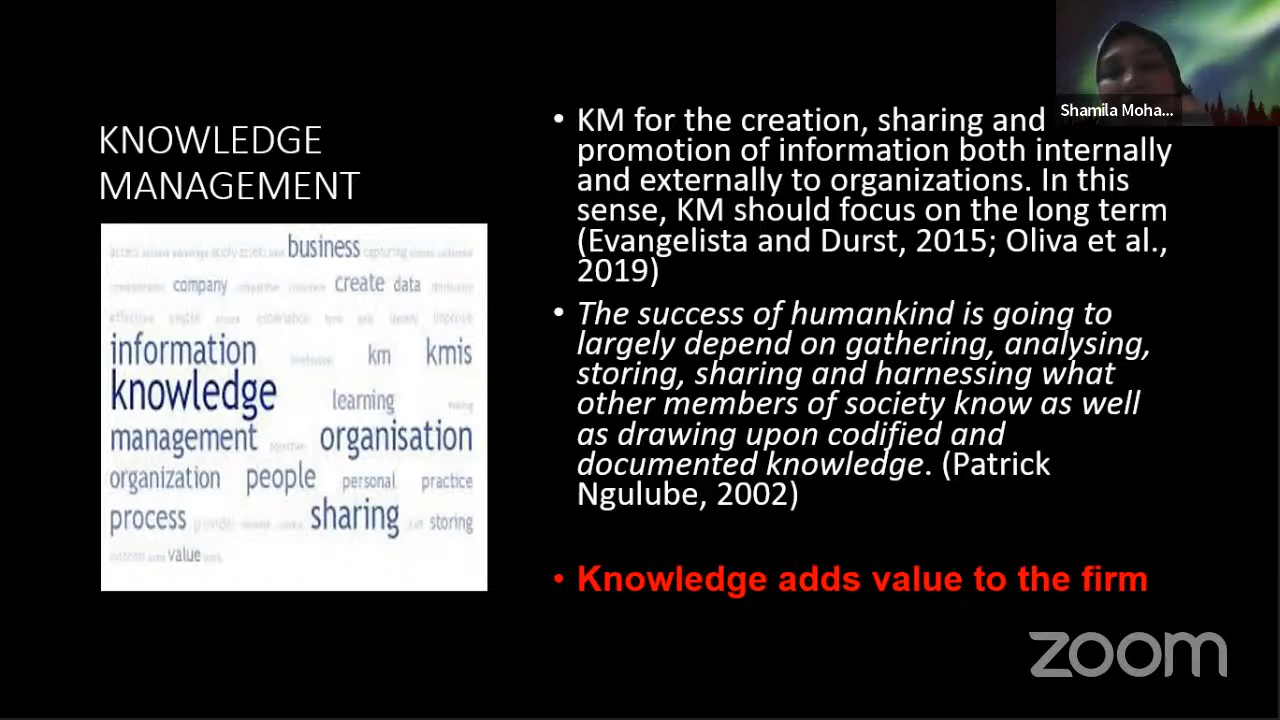 Shamila Moha...
KNOWLEDGE
MANAGEMENT
• KM for the creation, sharing and
promotion of information both internally
and externally to organizations. In this
sense, KM should focus on the long term
(Evangelista and Durst, 2015; Oliva et al.,
2019)
• The success of humankind is going to
largely depend on gathering, analysing,
storing, sharing and harnessing what
other members of society know as well
as drawing upon codified and
documented knowledge. (Patrick
Ngulube, 2002)
• Knowledge adds value to the firm
business
company create data
information km kmis
knowledge learning
management organisation
organization people personal practice
process sharing storing
value
zoom